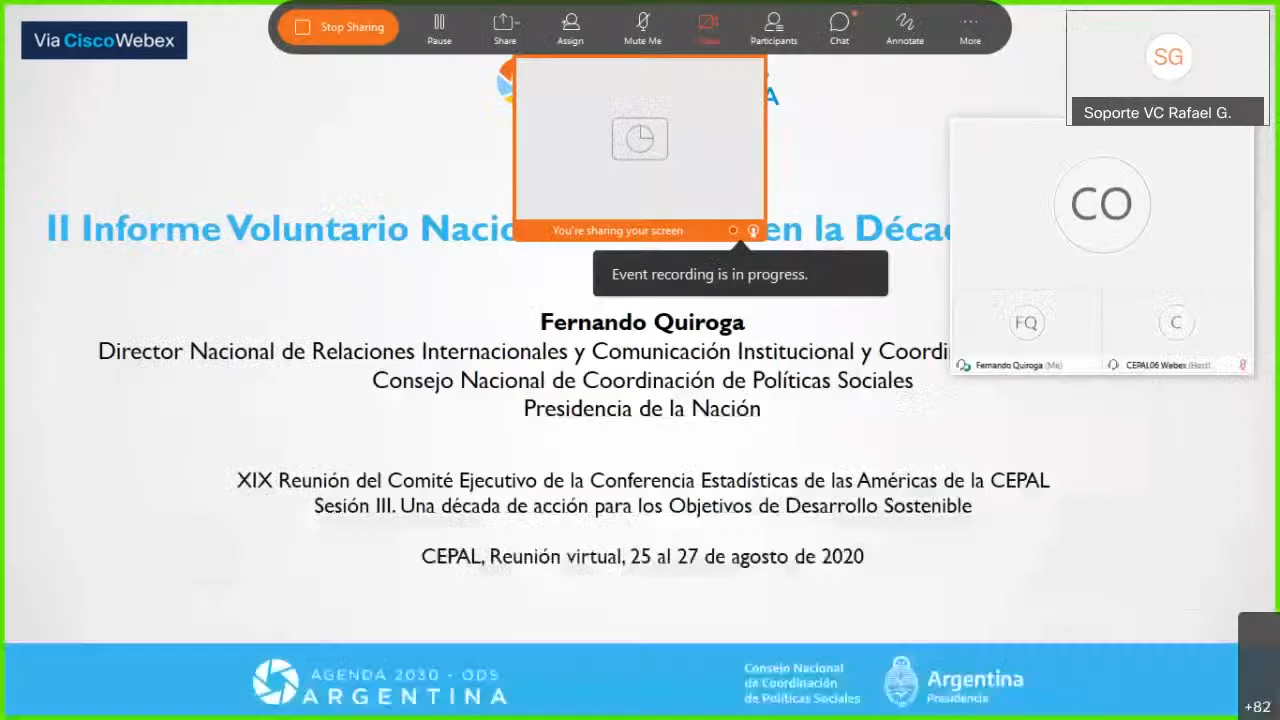 Via Cisco Webex
Stop Sharing
Pause
Share
Assign
Mute Me
Video
Participants
Chat
Annotate
More
SG
Soporte VC Rafael G.
A
CO
II Informe Voluntario Nacio
en la Décad
You're sharing your screen
Event recording is in progress.
FQ
C
Fernando Quiroga (Me)
CEPAL06 Webex (Host)
Fernando Quiroga
Director Nacional de Relaciones Internacionales y Comunicación Institucional y Coordi
Consejo Nacional de Coordinación de Políticas Sociales
Presidencia de la Nación
XIX Reunión del Comité Ejecutivo de la Conferencia Estadísticas de las Américas de la CEPAL
Sesión III. Una década de acción para los Objetivos de Desarrollo Sostenible
CEPAL, Reunión virtual, 25 al 27 de agosto de 2020
AGENDA 2030 - ODS
ARGENTINA
Consejo Nacional
de Coordinación
de Políticas Sociales
Argentina
Presidencia
+82